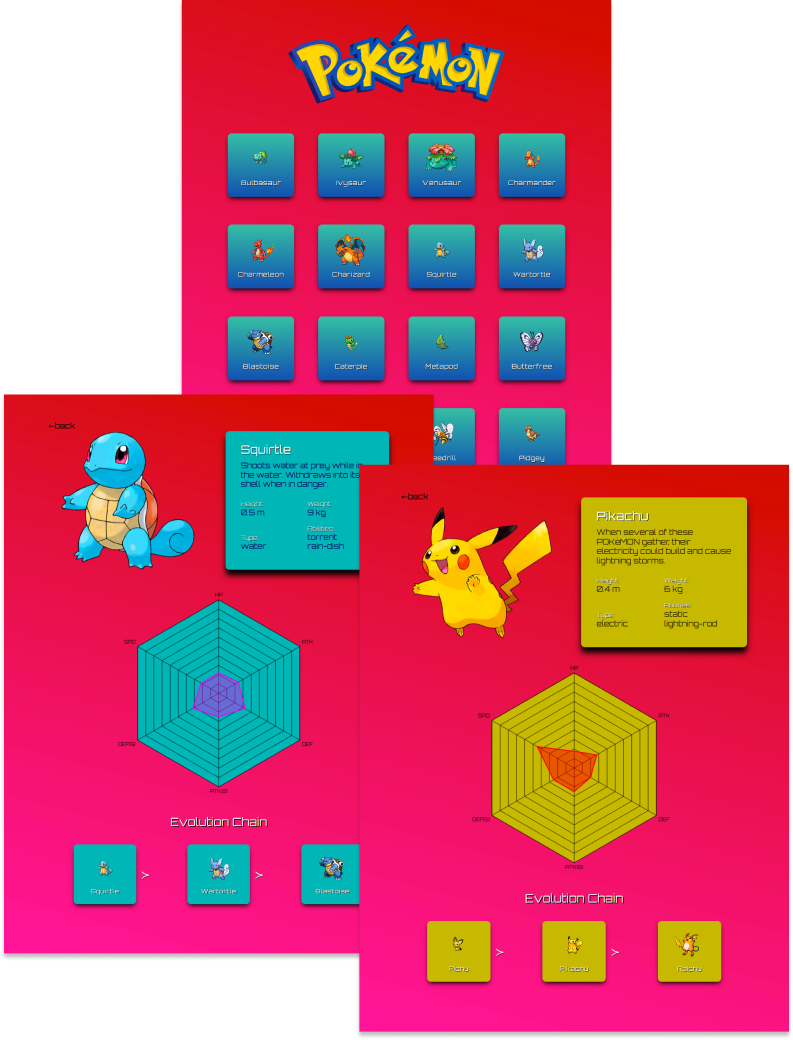 POKéMON
Bulbasaur
Ivysaur
Venusaur
Charmander
Charmeleon
Charizard
Squirtle
Wartortle
Blastoise
Caterpie
Metapod
Butterfree
Pidgey
←back
Squirtle
Shoots water at prey while in
the water. Withdraws into its
shell when in danger.
Height
0.5 m
Weight
9 kg
Type:
water
Abilities:
torrent
rain-dish
HP
ATK
DEF
ATK(S)
DEF(S)
SPD
Evolution Chain
Squirtle
>
Wartortle
>
Blastoise
←back
Pikachu
When several of these
POKéMON gather, their
electricity could build and cause
lightning storms.
Height
0.4 m
Weight
6 kg
Type:
electric
Abilities:
static
lightning-rod
HP
ATK
DEF
ATK(S)
DEF(S)
SPD
Evolution Chain
Pichu
>
Pikachu
>
Raichu